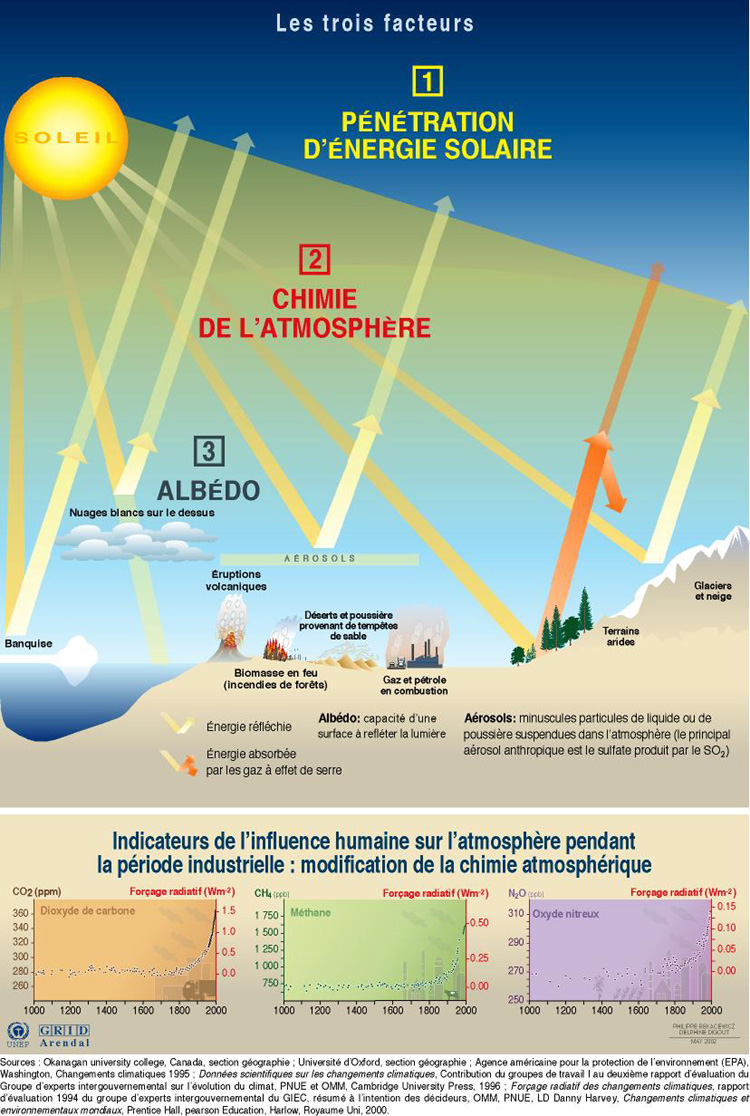 Les trois facteurs
1
PÉNÉTRATION
D'ÉNERGIE SOLAIRE
SOLEIL
2
CHIMIE
DE L'ATMOSPHÈRE
3
ALBÉDO
Nuages blancs sur le dessus
AÉROSOLS
Éruptions
volcaniques
Glaciers
et neige
Déserts et poussière
provenant de tempêtes
de sable
Terrains
arides
Banquise
Biomasse en feu
(incendies de forêts)
Gaz et pétrole
en combustion
Énergie réfléchie
Énergie absorbée
par les gaz à effet de serre
Albédo: capacité d'une
surface à refléter la lumière
Aérosols: minuscules particules de liquide ou de
poussière suspendues dans l'atmosphère (le principal
aérosol anthropique est le sulfate produit par le SO2)
Indicateurs de l'influence humaine sur l'atmosphère pendant
la période industrielle : modification de la chimie atmosphérique
CO2 (ppm) Forçage radiatif (Wm-2)
Dioxyde de carbone
360
340
320
300
280
260
1.5
1.0
0.5
0.0
1000 1200 1400 1600 1800 2000
CH4 (ppb) Forçage radiatif (Wm-2)
Méthane
1 750
1 500
1 250
1 000
750
0.50
0.25
0.00
1000 1200 1400 1600 1800 2000
N2O (ppb) Forçage radiatif (Wm-2)
Oxyde nitreux
310
290
270
250
0.15
0.10
0.05
0.00
1000 1200 1400 1600 1800 2000
UNEP
GRID
Arendal
PHILIPPE REKACEWICZ
DELPHINE DIGOUT
MAY 2002
Sources : Okanagan university college, Canada, section géographie ; Université d'Oxford, section géographie ; Agence américaine pour la protection de l'environnement (EPA),
Washington, Changements climatiques 1995 ; Données scientifiques sur les changements climatiques, Contribution du groupes de travail I au deuxième rapport d'évaluation du
Groupe d'experts intergouvernemental sur l'évolution du climat, PNUE et OMM, Cambridge University Press, 1996 ; Forçage radiatif des changements climatiques, rapport
d'évaluation 1994 du groupe d'experts intergouvernemental du GIEC, résumé à l'intention des décideurs, OMM, PNUE, LD Danny Harvey, Changements climatiques et
environnementaux mondiaux, Prentice Hall, pearson Education, Harlow, Royaume Uni, 2000.